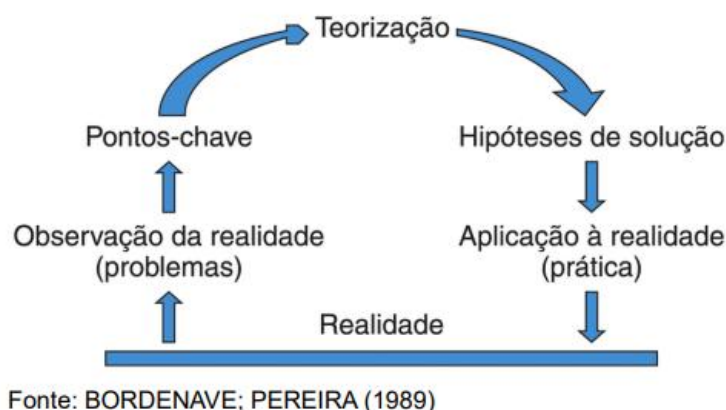 Teorização
Pontos-chave
Hipóteses de solução
Observação da realidade
(problemas)
Aplicação à realidade
(prática)
Realidade
Fonte: BORDENAVE; PEREIRA (1989)